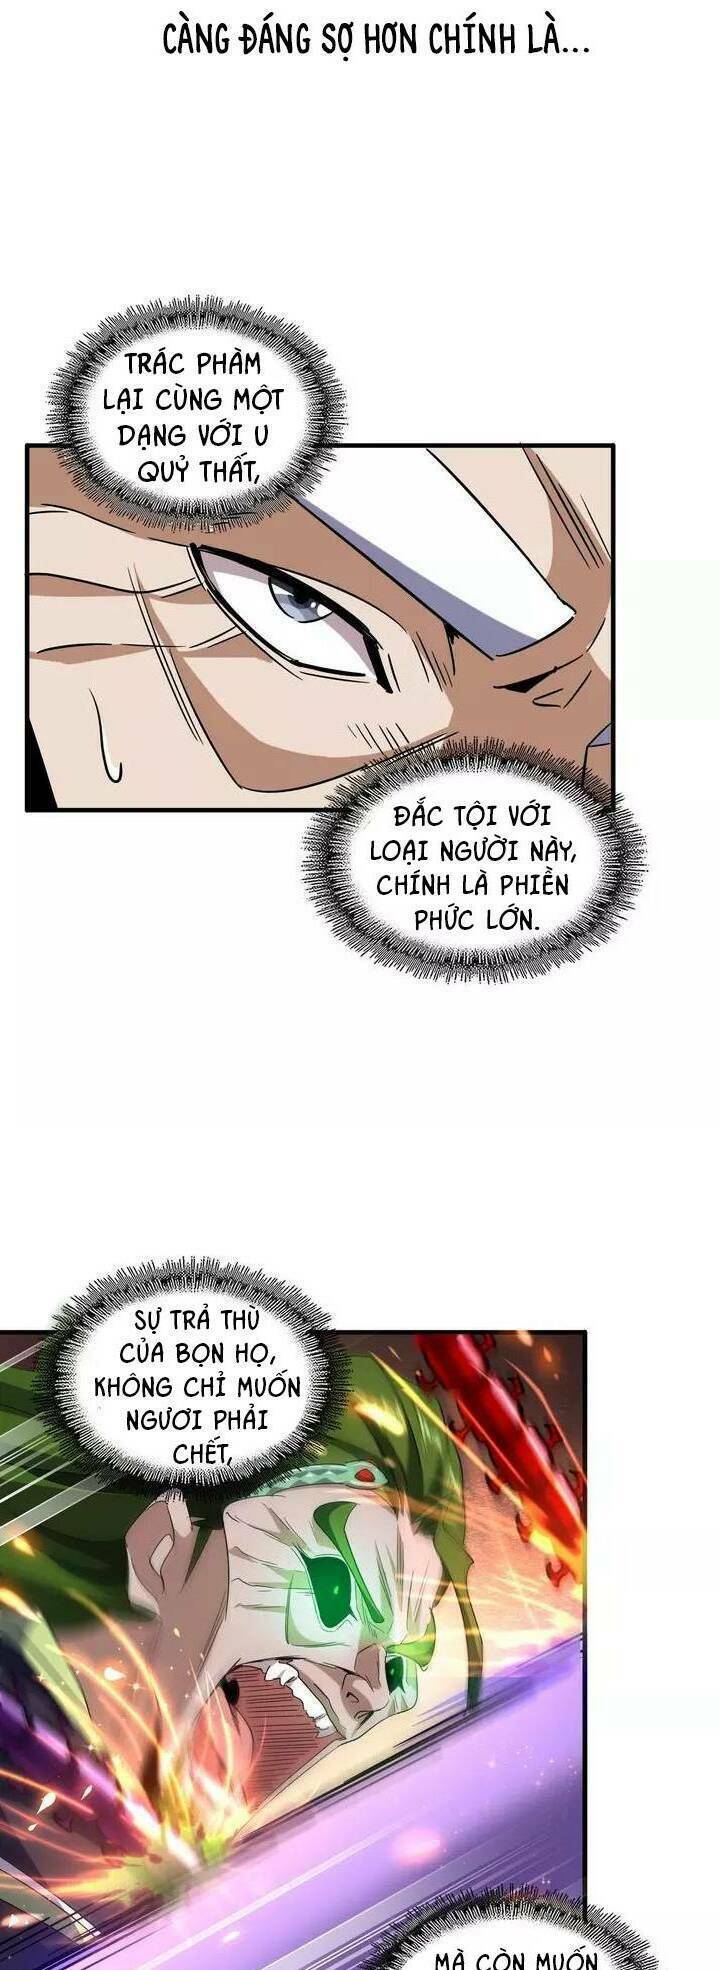 CÀNG ĐÁNG SỢ HƠN CHÍNH LÀ...
TRÁC PHÀM
LẠI CÙNG MỘT
DẠNG VỚI U
QUỶ THẤT,
ĐẮC TỘI VỚI
LOẠI NGƯỜI NÀY,
CHÍNH LÀ PHIỀN
PHỨC LỚN.
SỰ TRẢ THÙ
CỦA BỌN HỌ,
KHÔNG CHỈ MUỐN
NGƯƠI PHẢI
CHẾT,
MÀ CÒN MUỐN